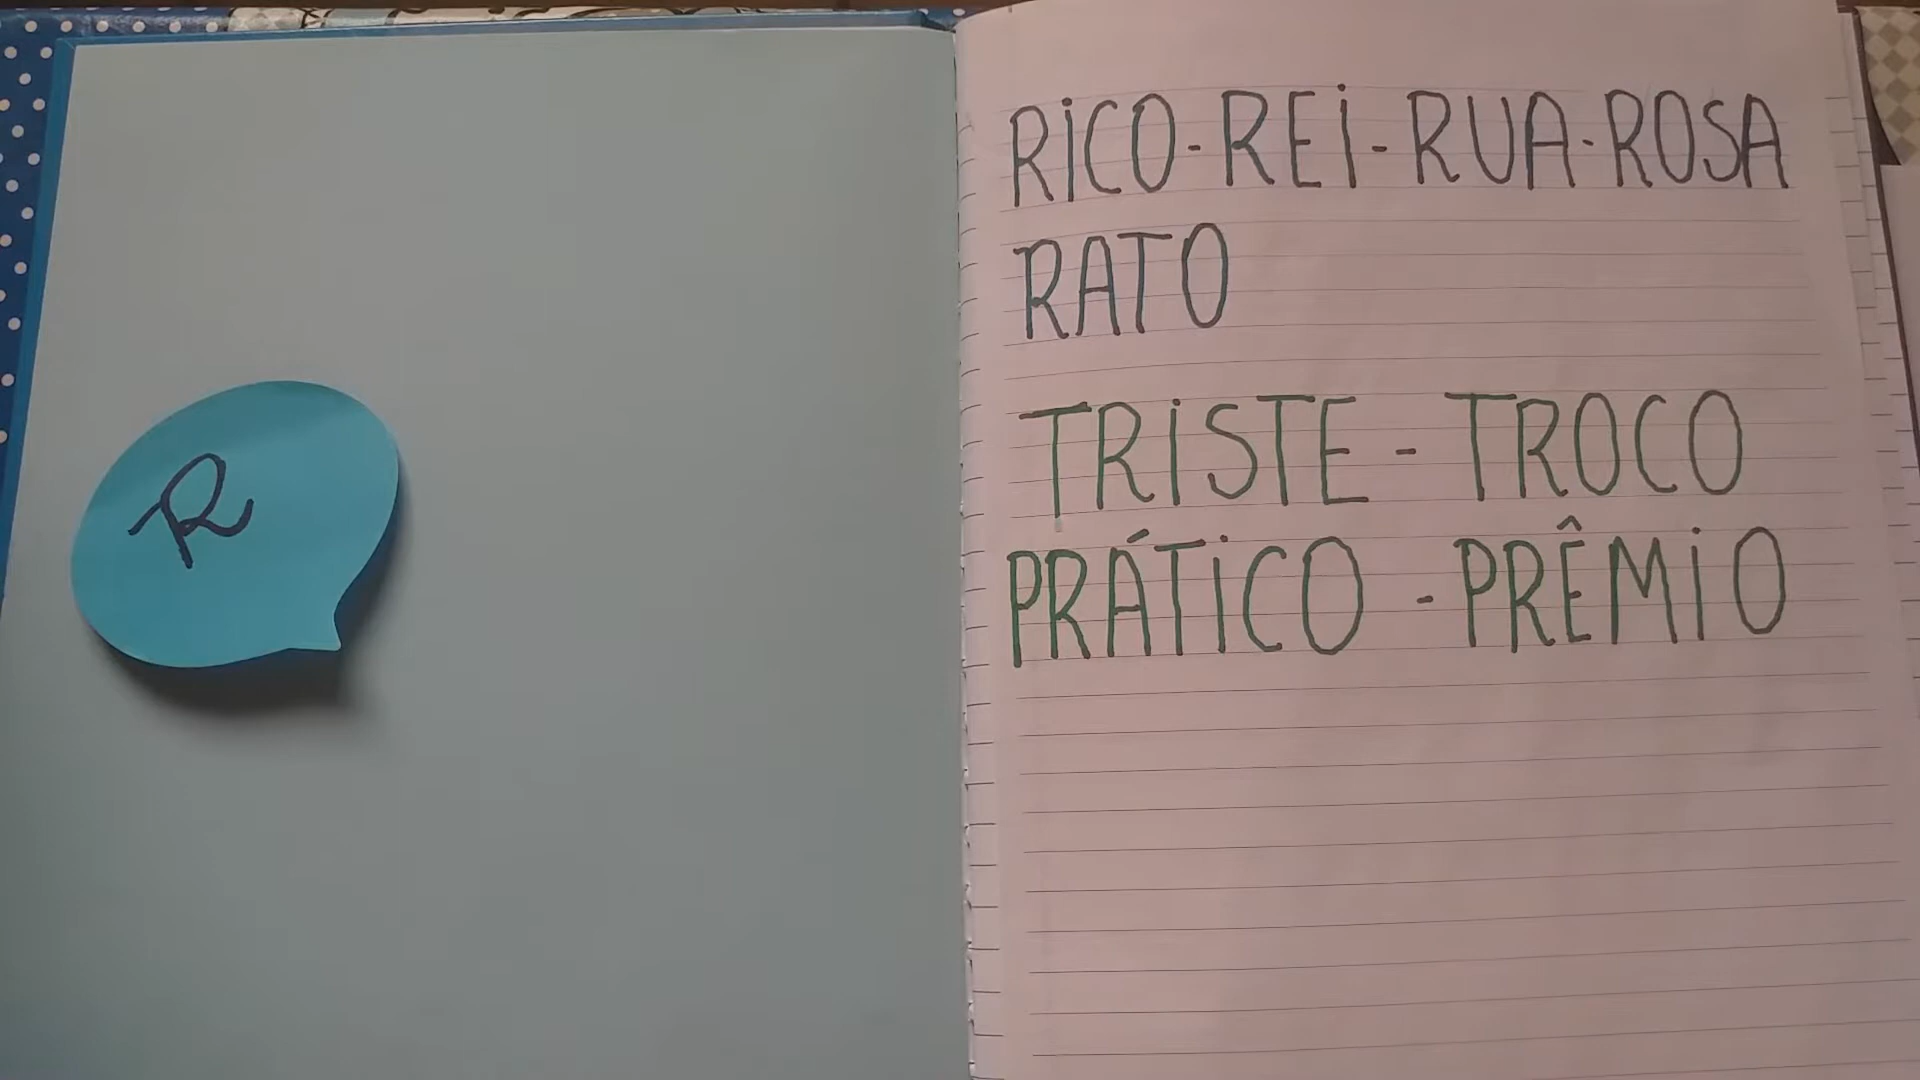 R
RICO-REI-RUA-ROSA
RATO
TRISTE - TROCO
PRÁTICO - PRÊMIO